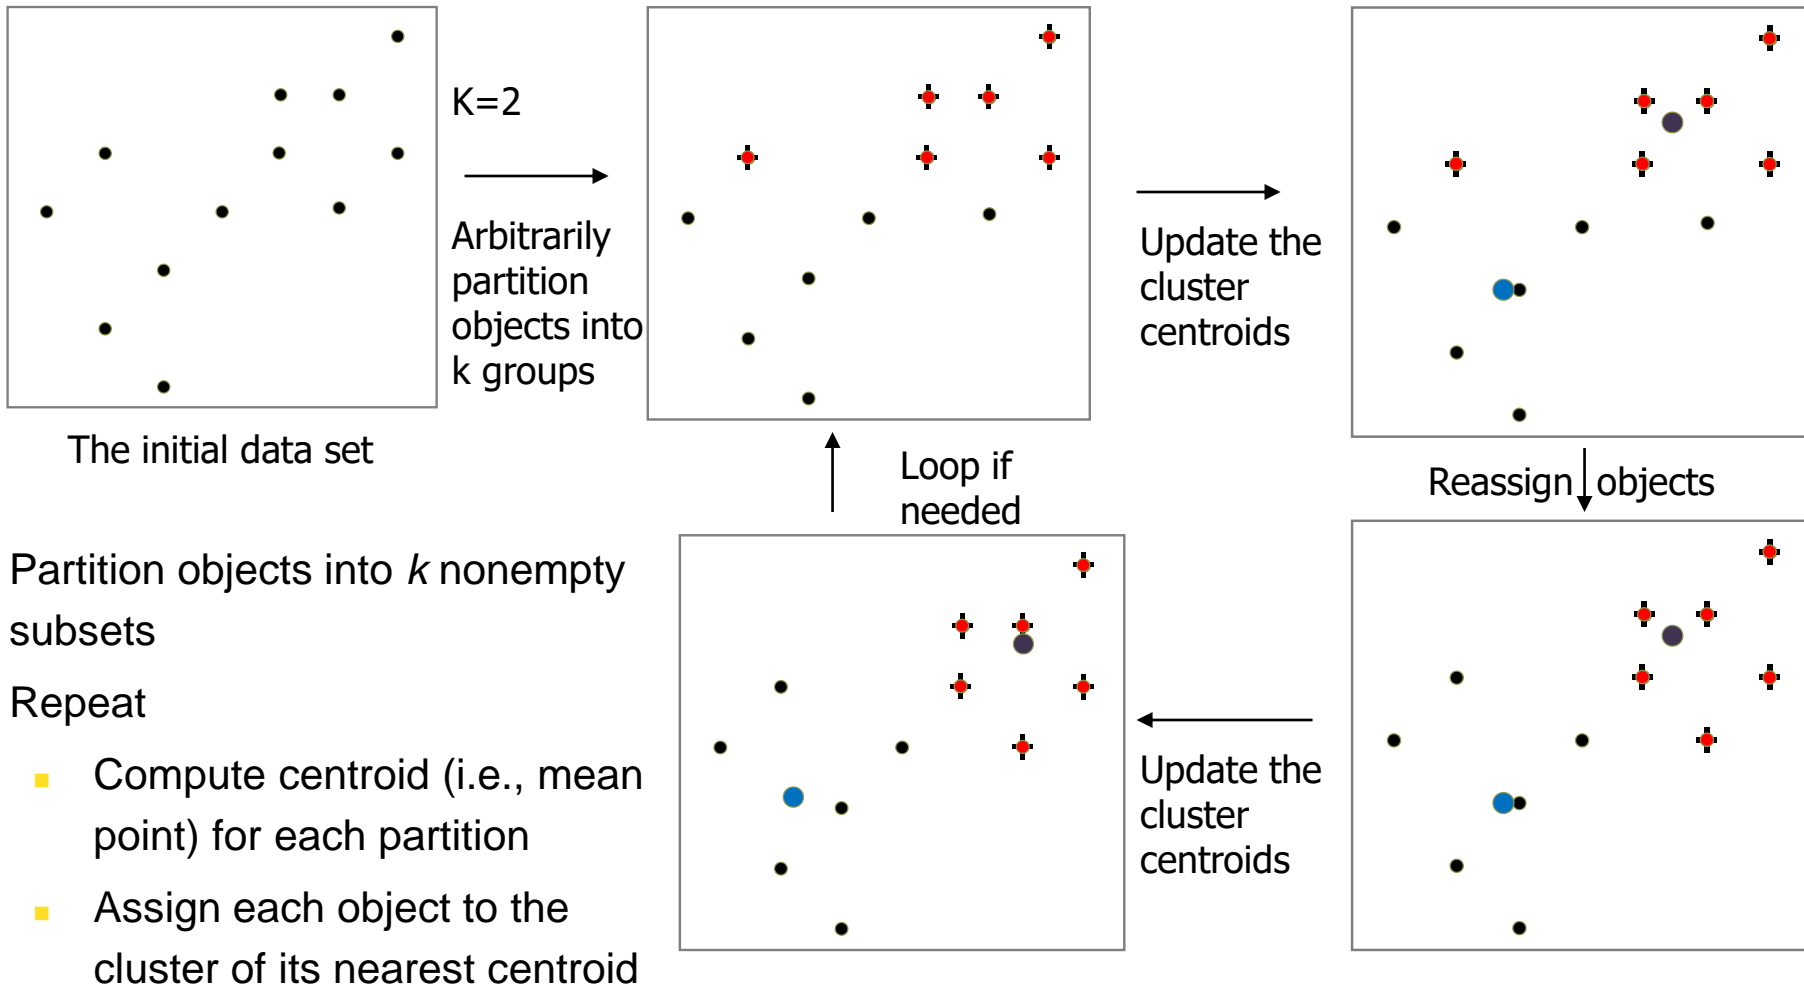 K=2
Arbitrarily
partition
objects into
k groups
Update the
cluster
centroids
The initial data set
Loop if
needed
Reassign objects
Partition objects into k nonempty
subsets
Repeat
Compute centroid (i.e., mean
point) for each partition
Assign each object to the
cluster of its nearest centroid
Update the
cluster
centroids